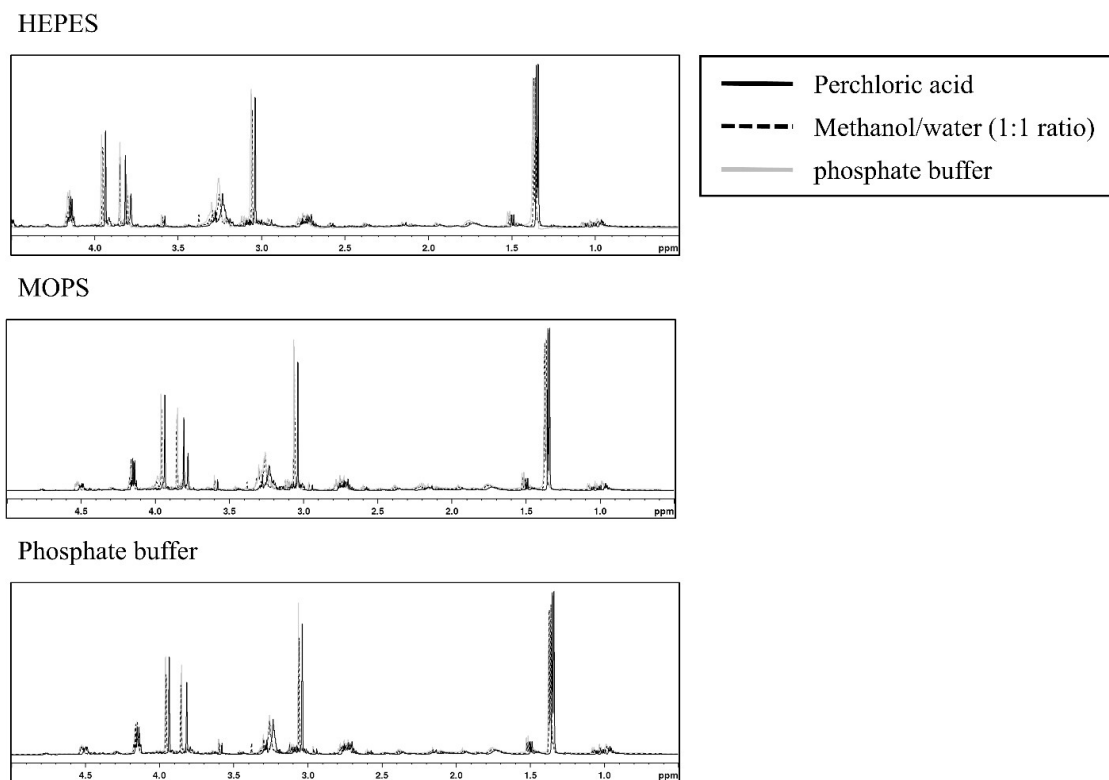 HEPES
Perchloric acid
Methanol/water (1:1 ratio)
phosphate buffer
4.0 3.5 3.0 2.5 2.0 1.5 1.0 ppm
MOPS
4.5 4.0 3.5 3.0 2.5 2.0 1.5 1.0 ppm
Phosphate buffer
4.5 4.0 3.5 3.0 2.5 2.0 1.5 1.0 ppm